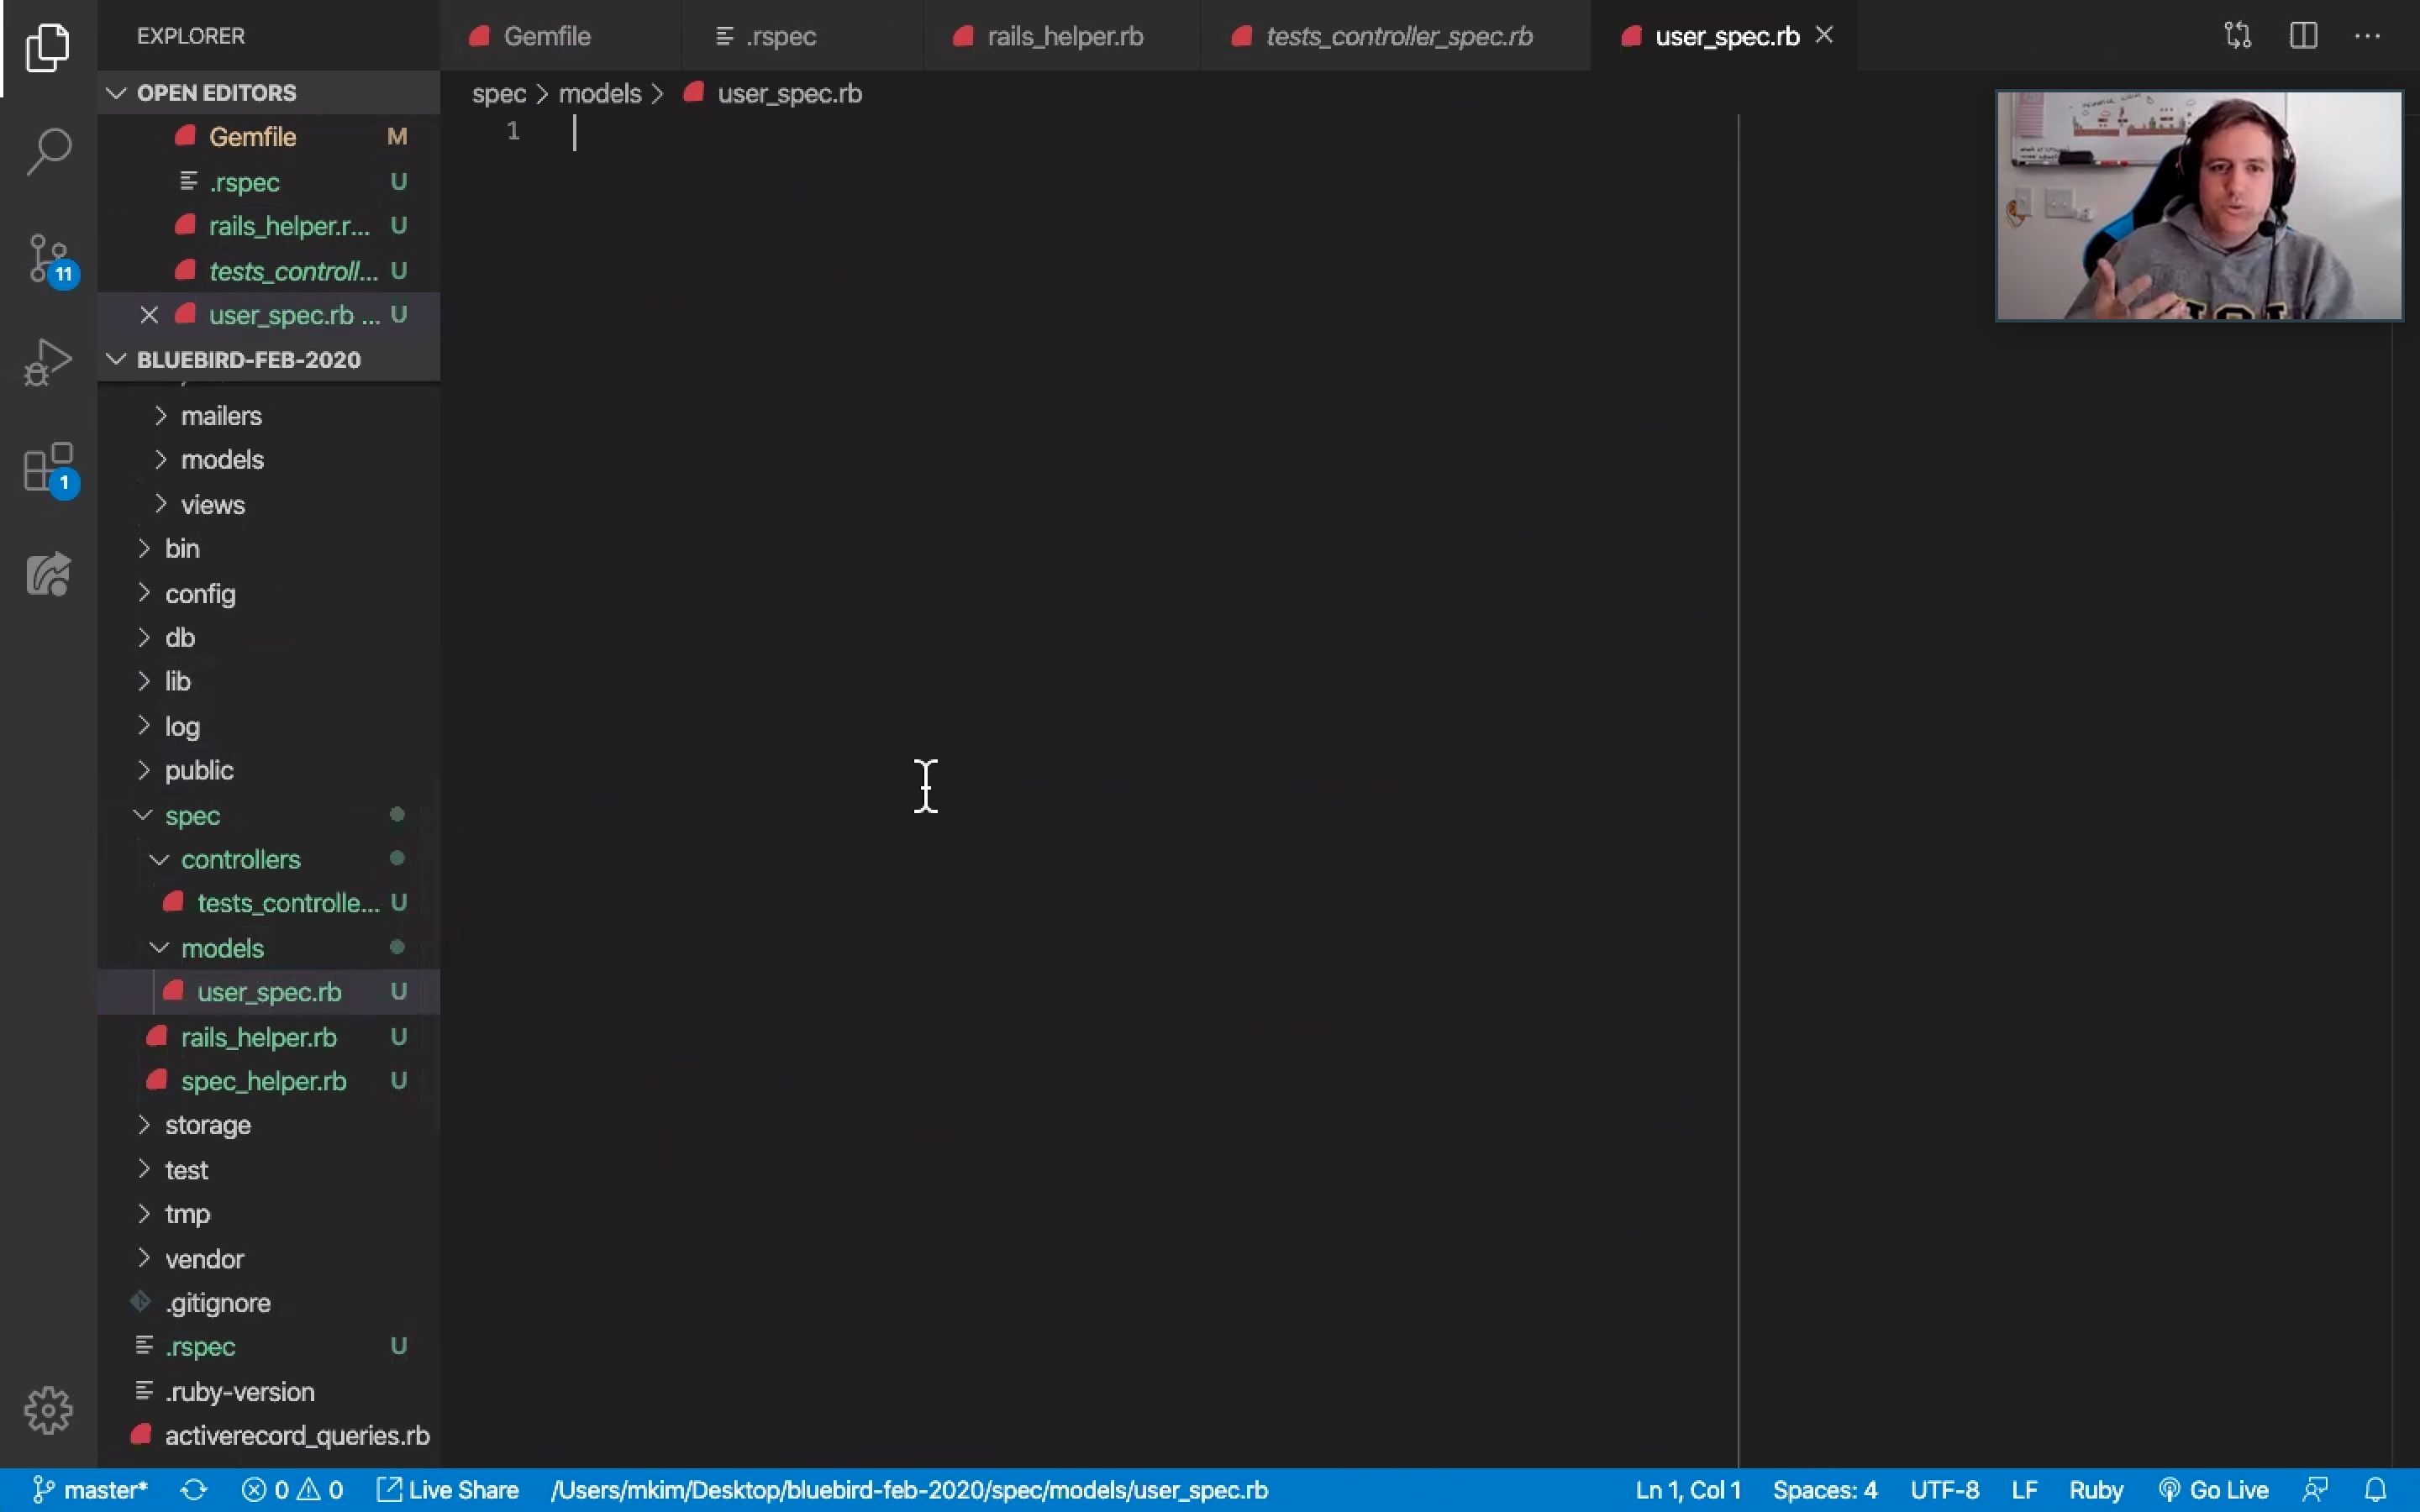 EXPLORER
OPEN EDITORS
Gemfile M
.rspec U
rails_helper.r... U
tests_controll... U
user_spec.rb ... U
BLUEBIRD-FEB-2020
mailers
models
views
bin
config
db
lib
log
public
spec
controllers
tests_controlle... U
models
user_spec.rb U
rails_helper.rb U
spec_helper.rb U
storage
test
tmp
vendor
.gitignore
.rspec U
.ruby-version
activerecord_queries.rb
11
1
Gemfile .rspec rails_helper.rb tests_controller_spec.rb user_spec.rb
spec > models > user_spec.rb
1
master* 0 0 Live Share /Users/mkim/Desktop/bluebird-feb-2020/spec/models/user_spec.rb Ln 1, Col 1 Spaces: 4 UTF-8 LF Ruby Go Live